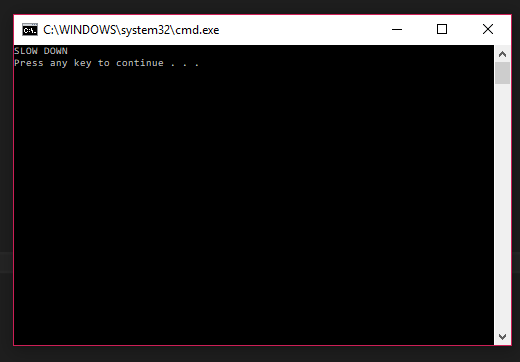 C:\WINDOWS\system32\cmd.exe
SLOW DOWN
Press any key to continue . . .